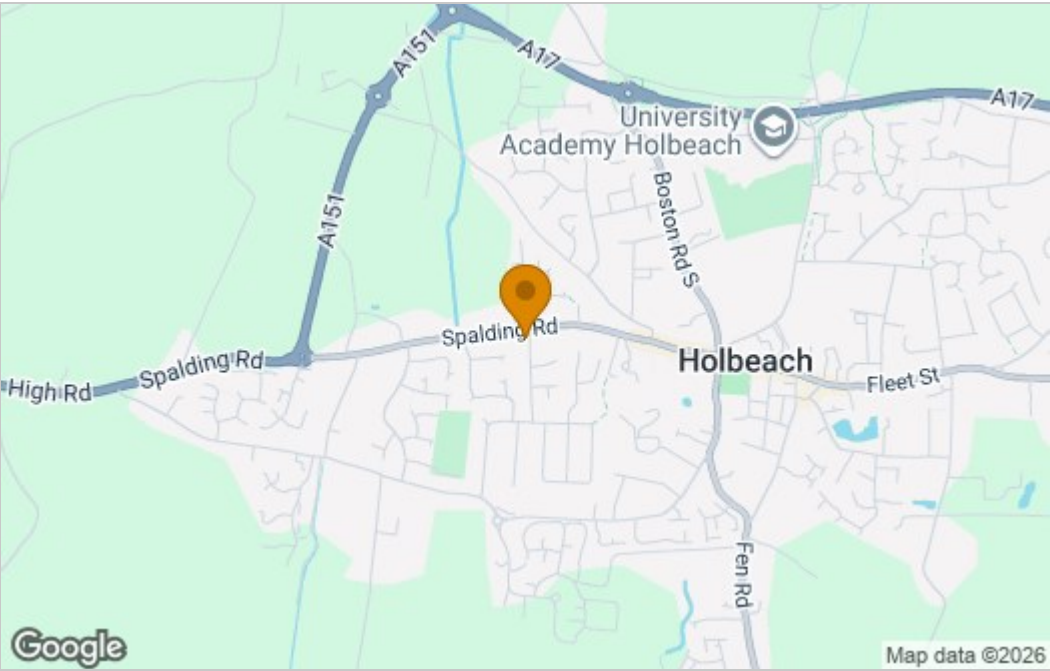 A151
A17
A17
University
Academy Holbeach
A151
Boston Rd S
Spalding Rd
Holbeach
Spalding Rd
High Rd
Fleet St
Fen Rd
Google
Map data ©2026